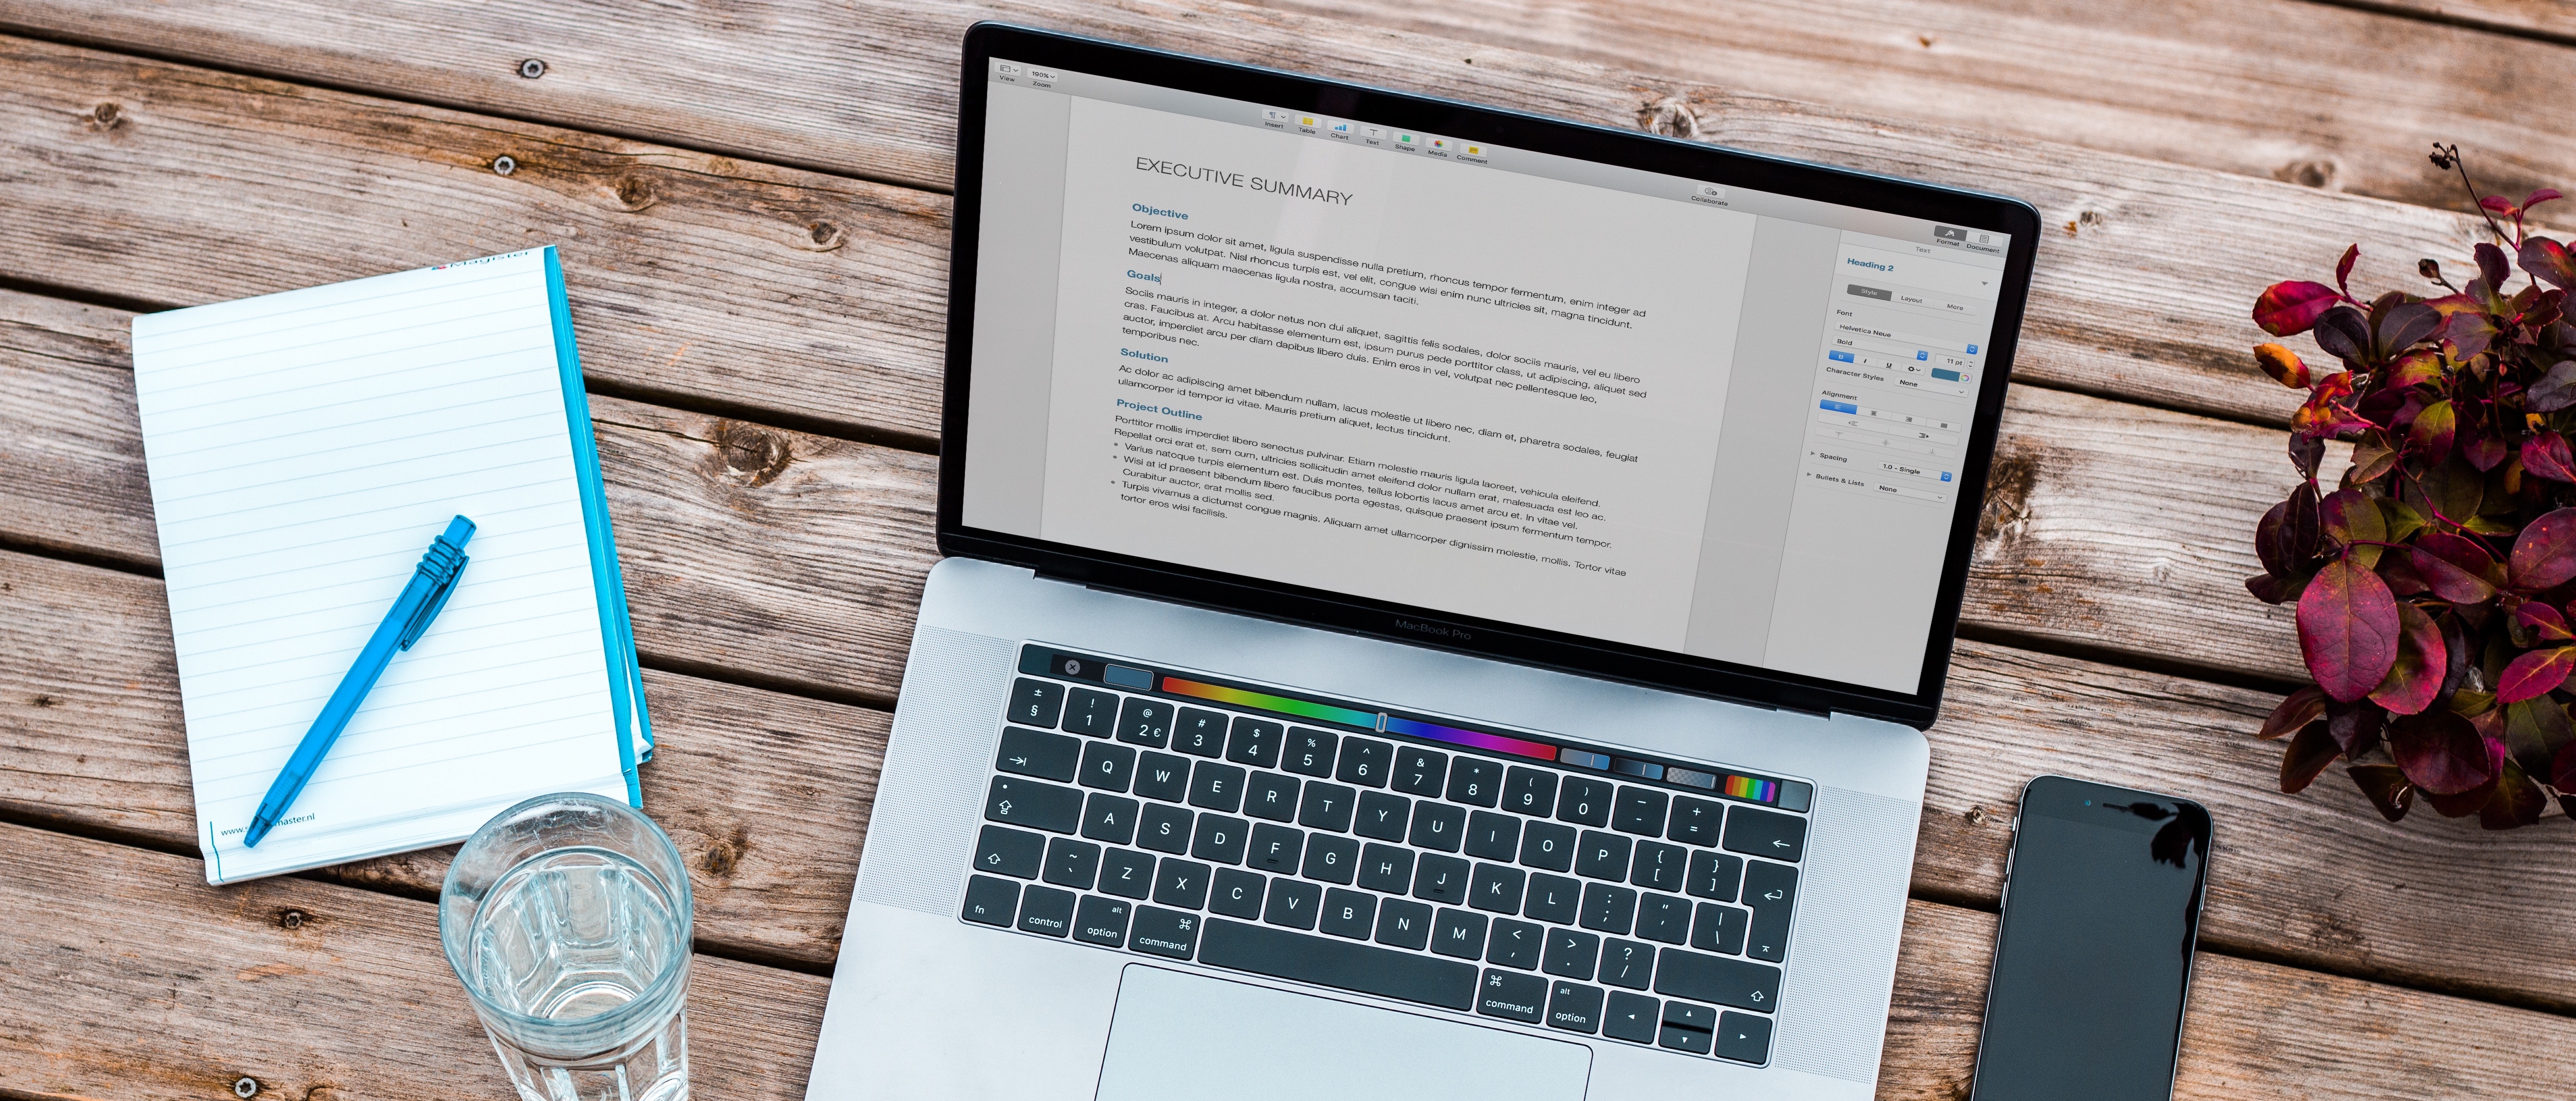 Magister
www.
master.nl
View
190%
Zoom
Insert
Table
Chart
Text
Shape
Media
Comment
Collaborate
Format
Document
EXECUTIVE SUMMARY
Objective
Lorem ipsum dolor sit amet, ligula suspendisse nulla pretium, rhoncus tempor fermentum, enim integer ad
vestibulum volutpat. Nisl rhoncus turpis est, vel elit, congue wisi enim nunc ultricies sit, magna tincidunt.
Maecenas aliquam maecenas ligula nostra, accumsan taciti.
Goals
Sociis mauris in integer, a dolor netus non dui aliquet, sagittis felis sodales, dolor sociis mauris, vel eu libero
cras. Faucibus at. Arcu habitasse elementum est, ipsum purus pede porttitor class, ut adipiscing, aliquet sed
auctor, imperdiet arcu per diam dapibus libero duis. Enim eros in vel, volutpat nec pellentesque leo,
temporibus nec.
Solution
Ac dolor ac adipiscing amet bibendum nullam, lacus molestie ut libero nec, diam et, pharetra sodales, feugiat
ullamcorper id tempor id vitae. Mauris pretium aliquet, lectus tincidunt.
Project Outline
Porttitor mollis imperdiet libero senectus pulvinar. Etiam molestie mauris ligula laoreet, vehicula eleifend.
Repellat orci erat et, sem cum, ultricies sollicitudin amet eleifend dolor nullam erat, malesuada est leo ac.
• Varius natoque turpis elementum est. Duis montes, tellus lobortis lacus amet arcu et. In vitae vel.
• Wisi at id praesent bibendum libero faucibus porta egestas, quisque praesent ipsum fermentum tempor.
Curabitur auctor, erat mollis sed.
• Turpis vivamus a dictumst congue magnis. Aliquam amet ullamcorper dignissim molestie, mollis. Tortor vitae
tortor eros wisi facilisis.
Text
Heading 2
Style Layout More
Font
Helvetica Neue
Bold
11 pt
B I U
Character Styles None
Alignment
Spacing 1.0 - Single
Bullets & Lists None
MacBook Pro
± ! @ # $ % ^ & * ( ) _ +
§ 1 2 € 3 4 5 6 7 8 9 0 - =
Q W E R T Y U I O P { }
[ ]
A S D F G H J K L : " |
; ' \
~ Z X C V B N M < > ?
` , . /
fn control alt option ⌘ command ⌘ command alt option